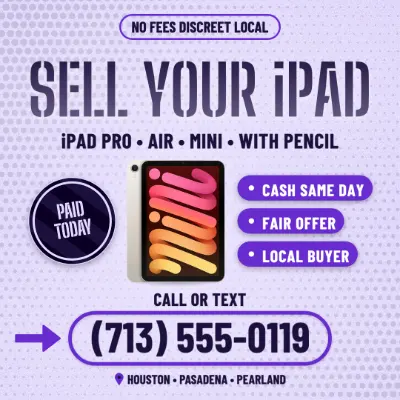 NO FEES DISCREET LOCAL
SELL YOUR iPAD
iPAD PRO • AIR • MINI • WITH PENCIL
PAID
TODAY
• CASH SAME DAY
• FAIR OFFER
• LOCAL BUYER
CALL OR TEXT
(713) 555-0119
HOUSTON • PASADENA • PEARLAND